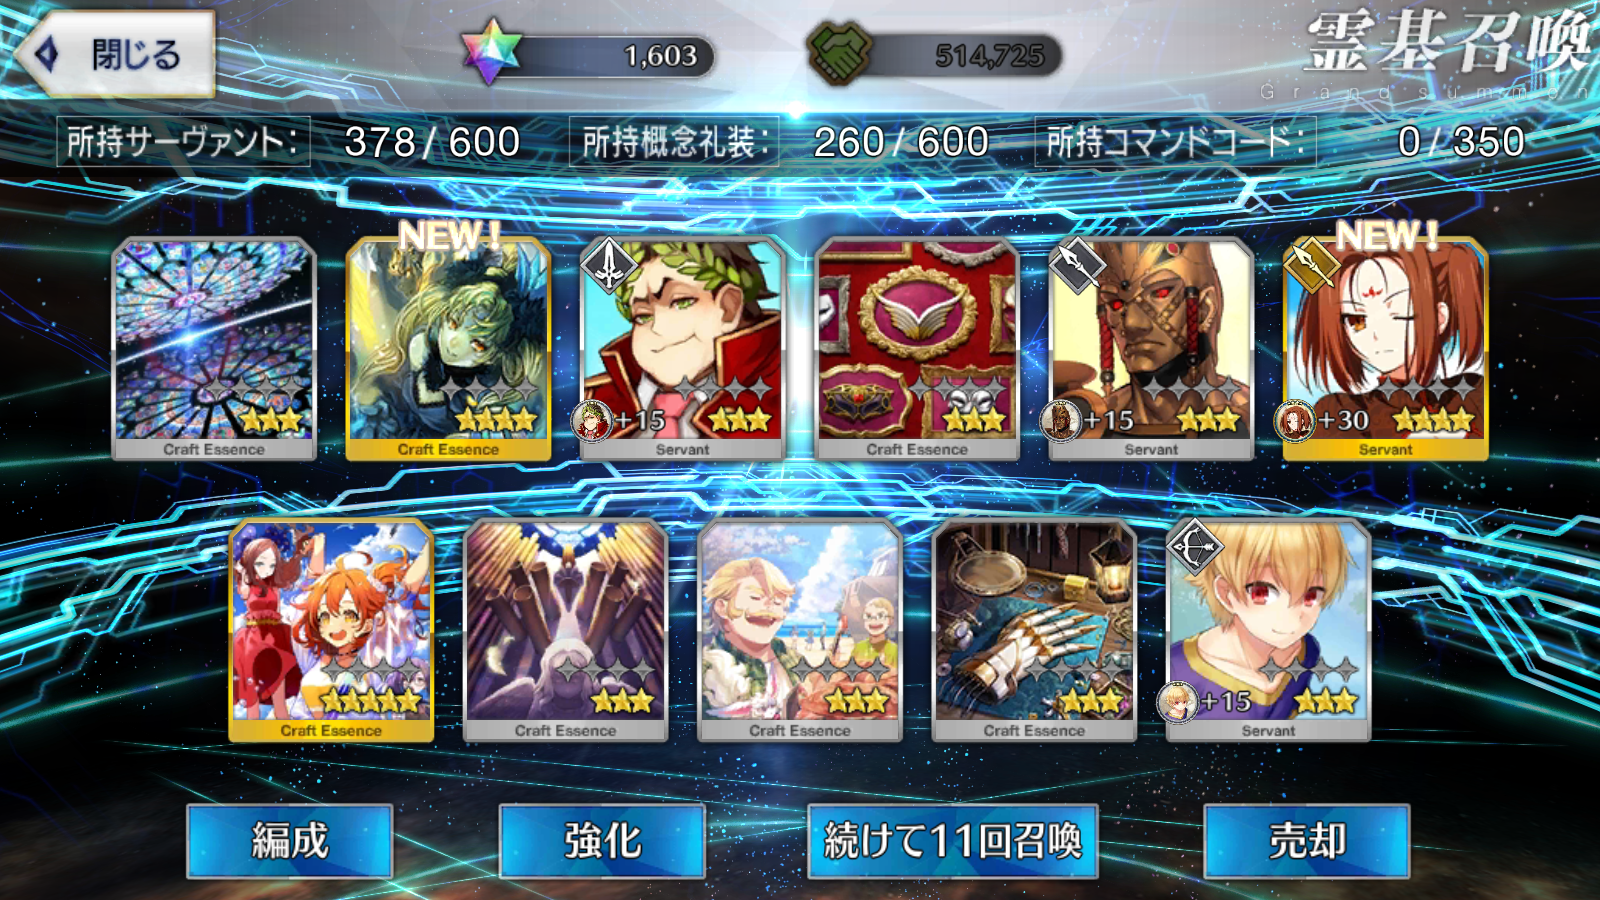 閉じる
1,603
514,725
霊基召喚
Grand summon
所持サーヴァント:
378/600
所持概念礼装:
260/600
所持コマンドコード:
0/350
NEW!
NEW!
+15
+15
+30
Craft Essence
Craft Essence
Servant
Craft Essence
Servant
Servant
+15
Craft Essence
Craft Essence
Craft Essence
Craft Essence
Servant
編成
強化
続けて11回召喚
売却